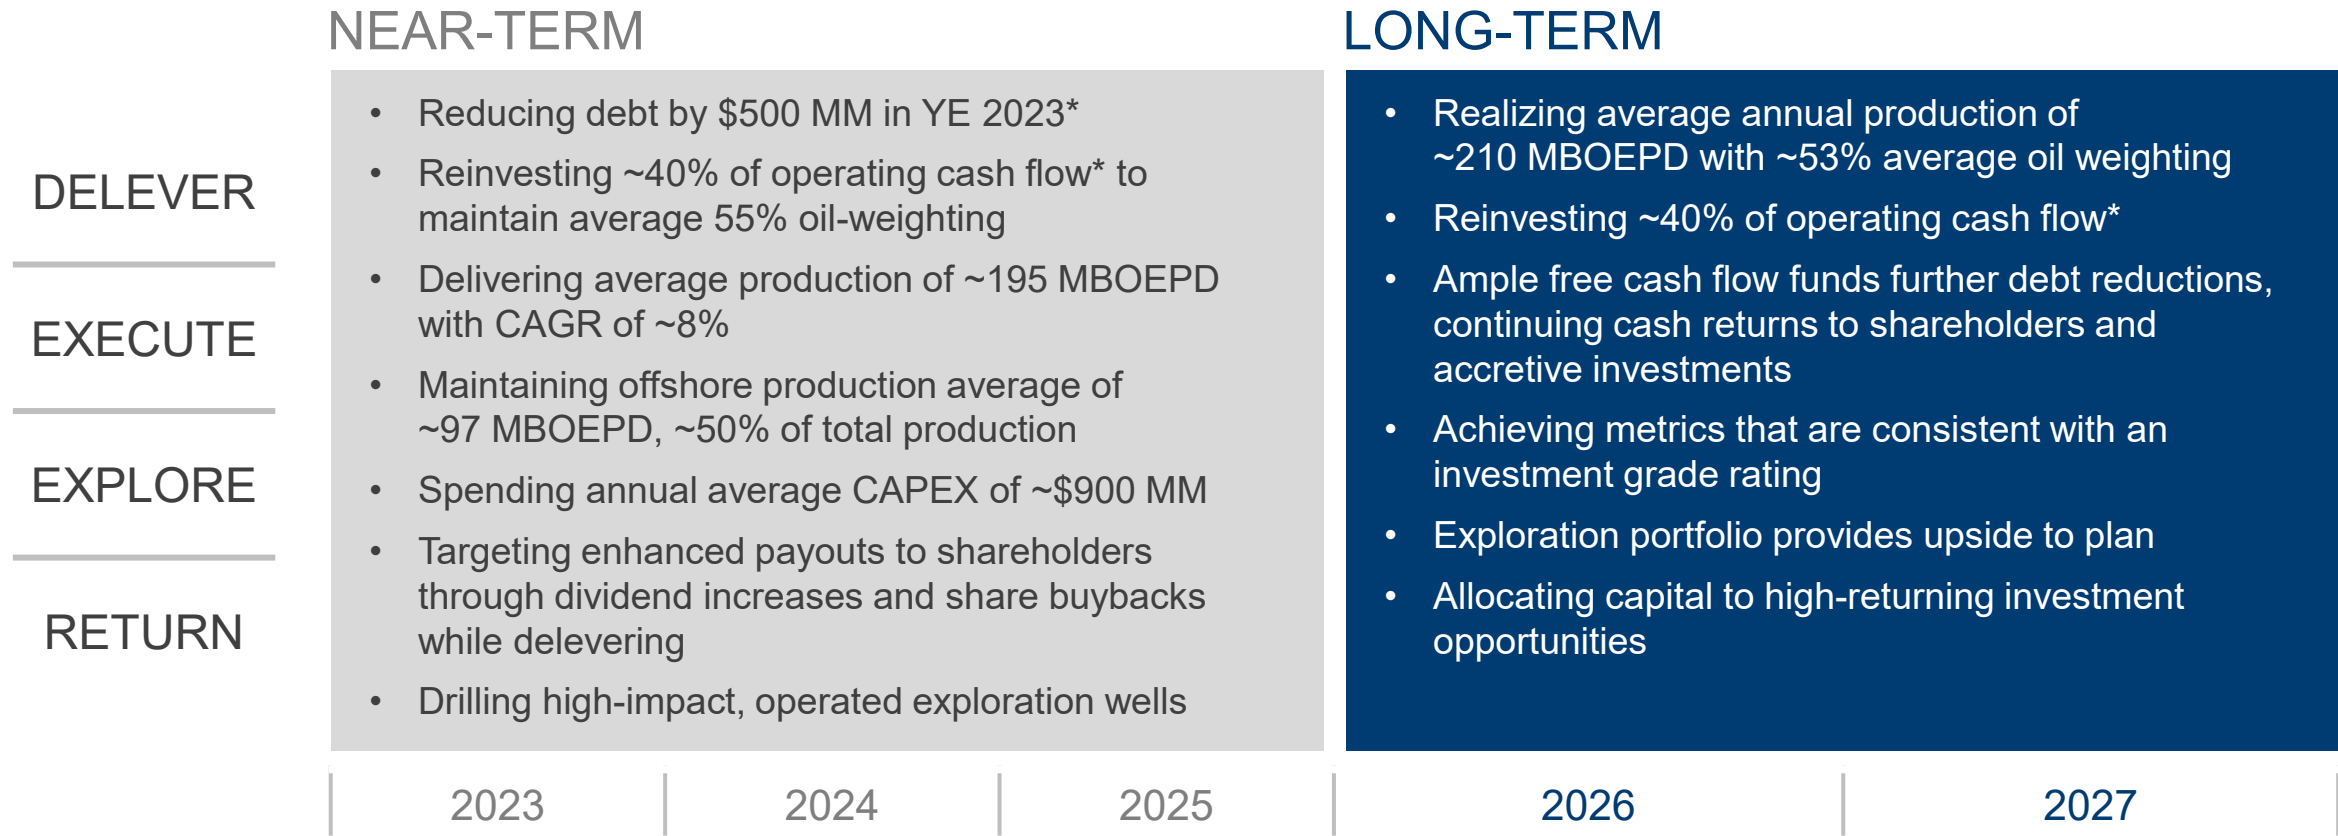 NEAR-TERM
LONG-TERM
DELEVER
EXECUTE
EXPLORE
RETURN
• Reducing debt by $500 MM in YE 2023*
• Reinvesting ~40% of operating cash flow* to
maintain average 55% oil-weighting
• Delivering average production of ~195 MBOEPD
with CAGR of ~8%
• Maintaining offshore production average of
~97 MBOEPD, ~50% of total production
• Spending annual average CAPEX of ~$900 MM
• Targeting enhanced payouts to shareholders
through dividend increases and share buybacks
while delevering
• Drilling high-impact, operated exploration wells
• Realizing average annual production of
~210 MBOEPD with ~53% average oil weighting
• Reinvesting ~40% of operating cash flow*
• Ample free cash flow funds further debt reductions,
continuing cash returns to shareholders and
accretive investments
• Achieving metrics that are consistent with an
investment grade rating
• Exploration portfolio provides upside to plan
• Allocating capital to high-returning investment
opportunities
2023
2024
2025
2026
2027